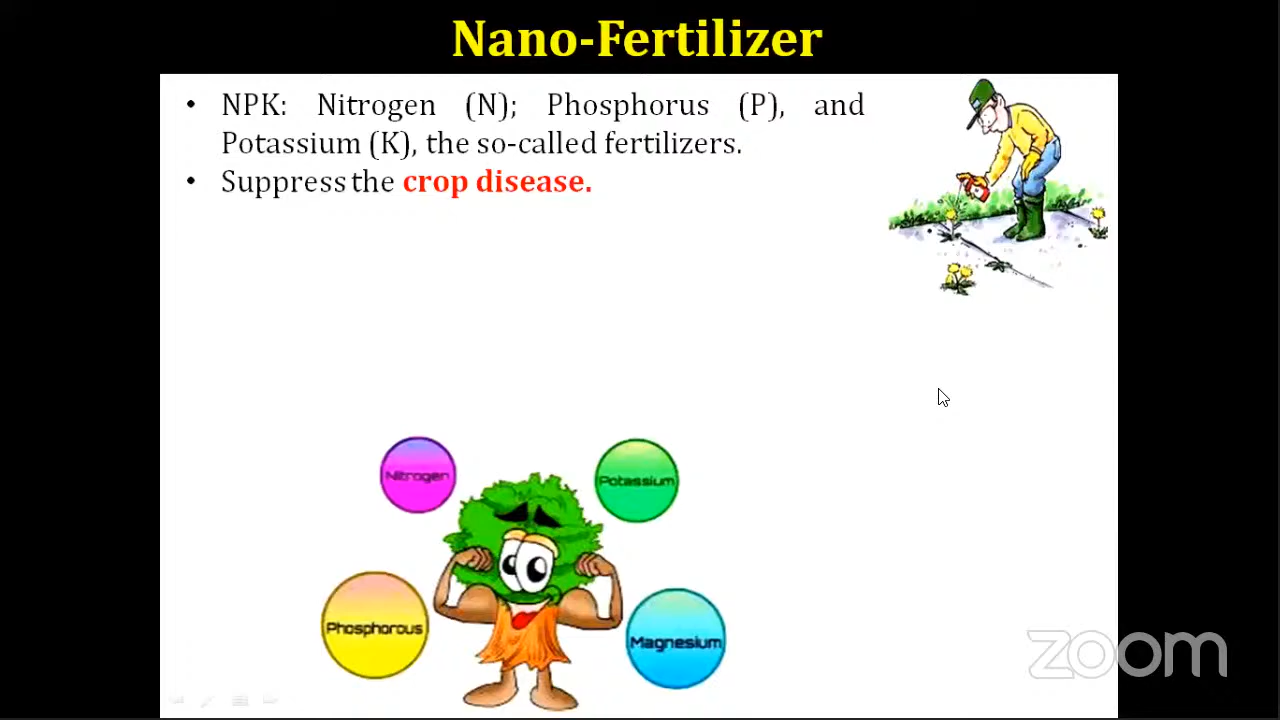 Nano-Fertilizer
• NPK: Nitrogen (N); Phosphorus (P), and
Potassium (K), the so-called fertilizers.
• Suppress the crop disease.
Nitrogen
Potassium
Phosphorous
Magnesium
zoom